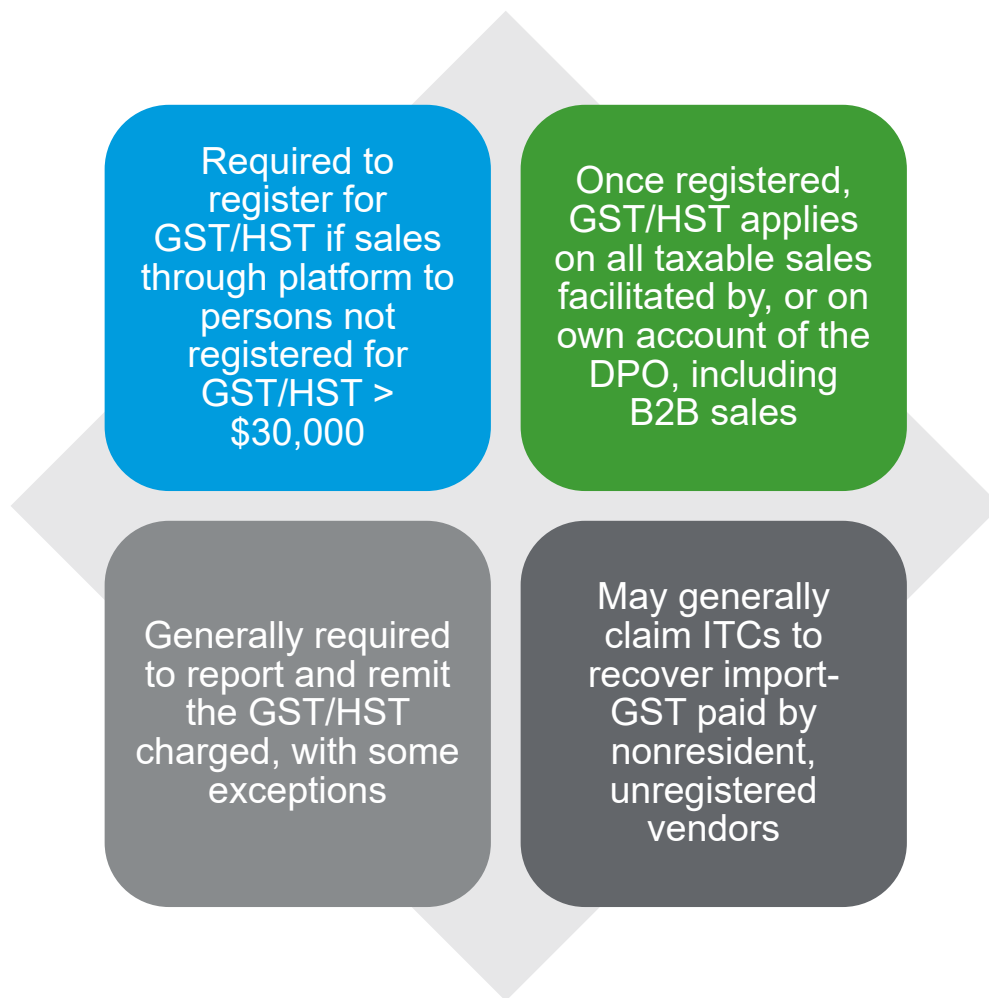 Required to
register for
GST/HST if sales
through platform to
persons not
registered for
GST/HST >
$30,000
Once registered,
GST/HST applies
on all taxable sales
facilitated by, or on
own account of the
DPO, including
B2B sales
Generally required
to report and remit
the GST/HST
charged, with some
exceptions
May generally
claim ITCs to
recover import-
GST paid by
nonresident,
unregistered
vendors